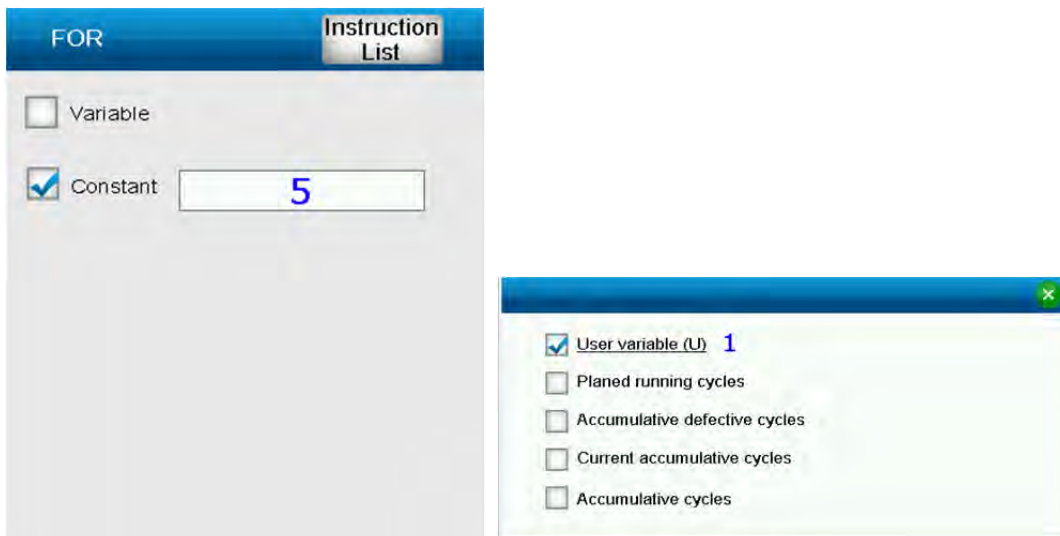 FOR
Instruction
List
Variable
Constant 5
User variable (U) 1
Planed running cycles
Accumulative defective cycles
Current accumulative cycles
Accumulative cycles